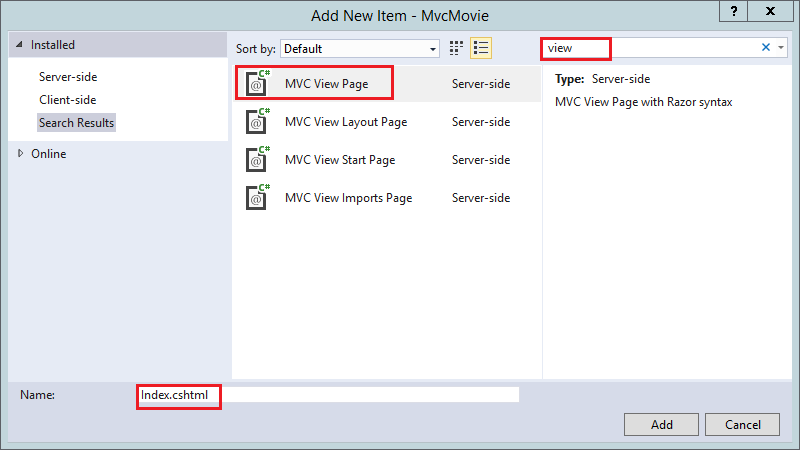 Add New Item - MvcMovie
? X
Installed
Server-side
Client-side
Search Results
Online
Sort by: Default
C# @ MVC View Page Server-side
C# @ MVC View Layout Page Server-side
C# @ MVC View Start Page Server-side
C# @ MVC View Imports Page Server-side
view
Type: Server-side
MVC View Page with Razor syntax
Name: Index.cshtml
Add Cancel